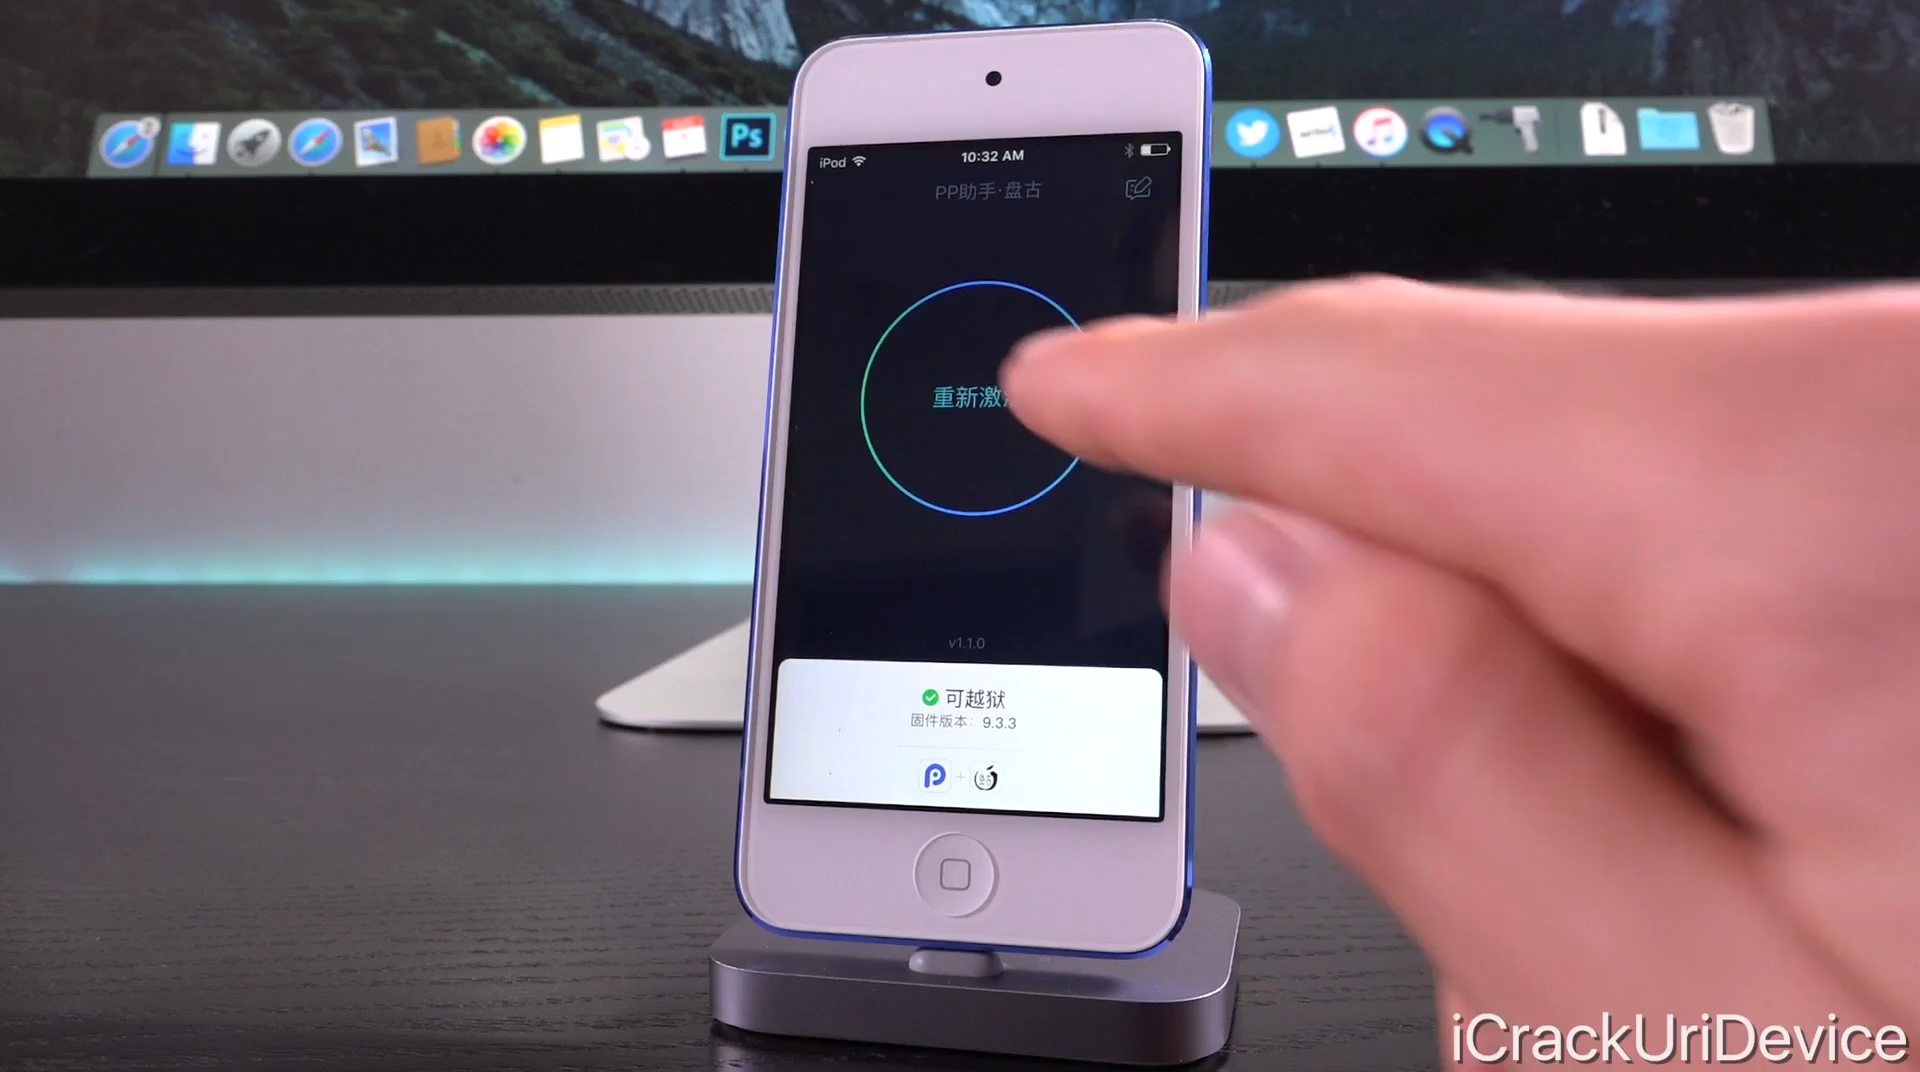 Ps
iPod
10:32 AM
PP助手·盘古
重新激
v1.1.0
可越狱
固件版本：9.3.3
iCrackUriDevice